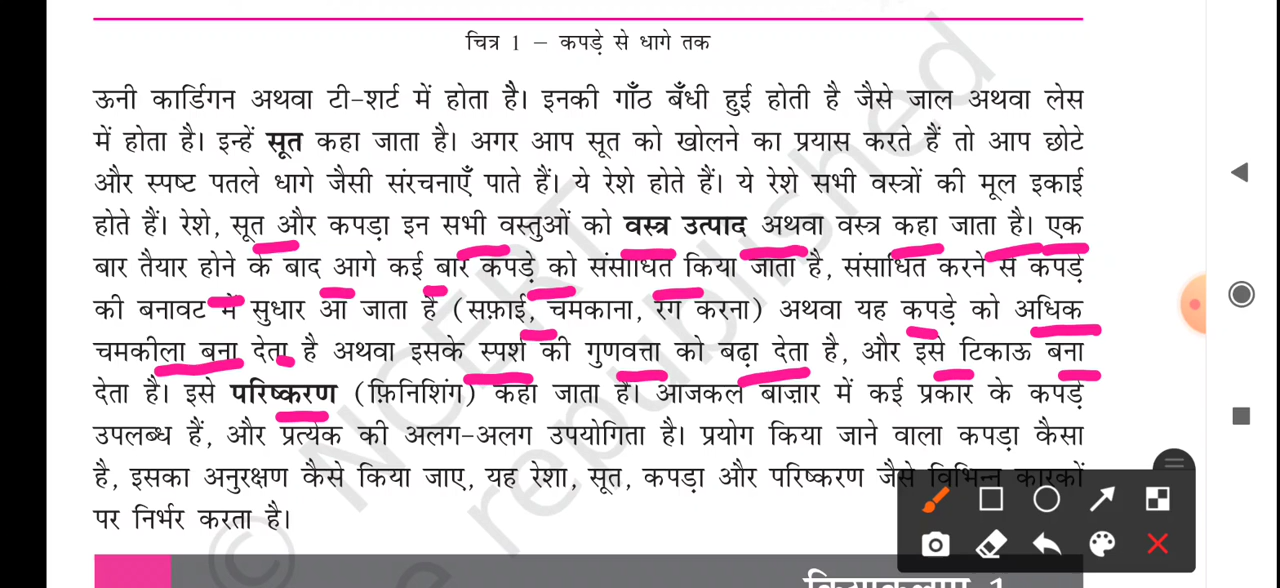 चित्र 1 – कपड़े से धागे तक
ऊनी कार्डिगन अथवा टी-शर्ट में होता है। इनकी गाँठ बँधी हुई होती है जैसे जाल अथवा लेस
में होता है। इन्हें सूत कहा जाता है। अगर आप सूत को खोलने का प्रयास करते हैं तो आप छोटे
और स्पष्ट पतले धागे जैसी संरचनाएँ पाते हैं। ये रेशे होते हैं। ये रेशे सभी वस्त्रों की मूल इकाई
होते हैं। रेशे, सूत और कपड़ा इन सभी वस्तुओं को वस्त्र उत्पाद अथवा वस्त्र कहा जाता है। एक
बार तैयार होने के बाद आगे कई बार कपड़े को संसाधित किया जाता है, संसाधित करने से कपड़े
की बनावट में सुधार आ जाता है (सफ़ाई, चमकाना, रंग करना) अथवा यह कपड़े को अधिक
चमकीला बना देता है अथवा इसके स्पर्श की गुणवत्ता को बढ़ा देता है, और इसे टिकाऊ बना
देता है। इसे परिष्करण (फ़िनिशिंग) कहा जाता है। आजकल बाज़ार में कई प्रकार के कपड़े
उपलब्ध हैं, और प्रत्येक की अलग-अलग उपयोगिता है। प्रयोग किया जाने वाला कपड़ा कैसा
है, इसका अनुरक्षण कैसे किया जाए, यह रेशा, सूत, कपड़ा और परिष्करण जैसे विभिन्न कारकों
पर निर्भर करता है।
© NCERT
republished
क्रियाकलाप 1